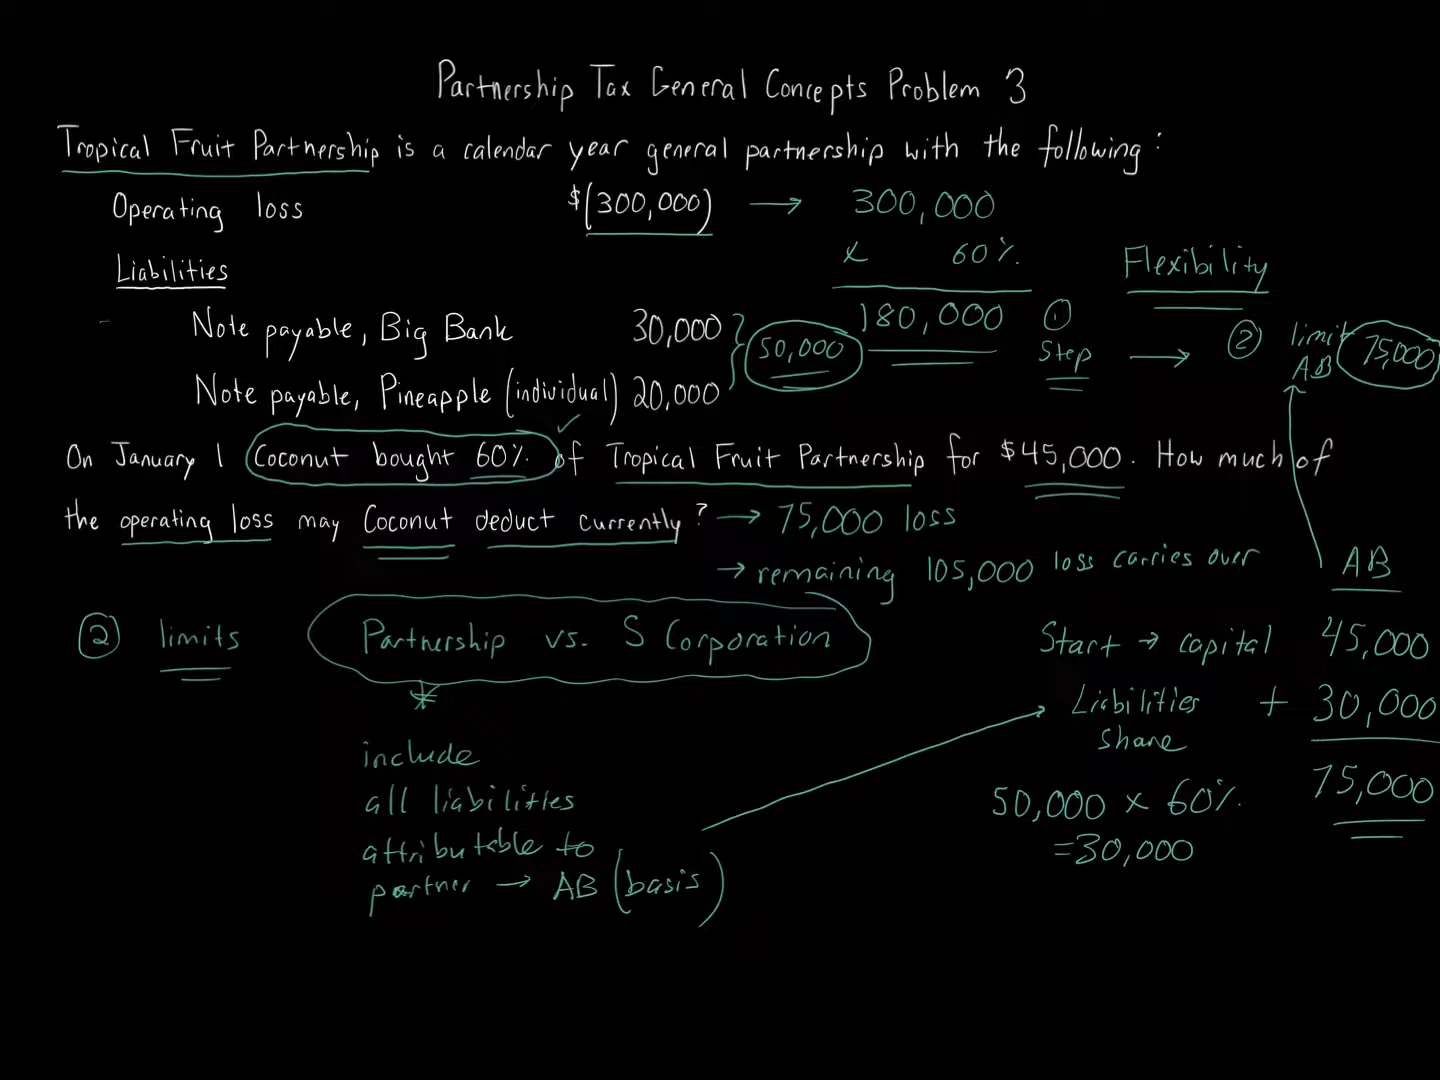 Partnership Tax General Concepts Problem 3
Tropical Fruit Partnership is a calendar year general partnership with the following:
Operating loss $(300,000) → 300,000
x 60%
Liabilities
Flexibility
180,000 ①
Step → ② limit AB 75,000
Note payable, Big Bank 30,000
50,000
Note payable, Pineapple (individual) 20,000
On January 1 Coconut bought 60% of Tropical Fruit Partnership for $45,000. How much of
the operating loss may Coconut deduct currently? → 75,000 loss
→ remaining 105,000 loss carries over
AB
② limits Partnership vs. S Corporation
Start → capital 45,000
*
Liabilities share + 30,000
include
all liabilities
attributable to
partner → AB (basis)
75,000
50,000 x 60%
=30,000